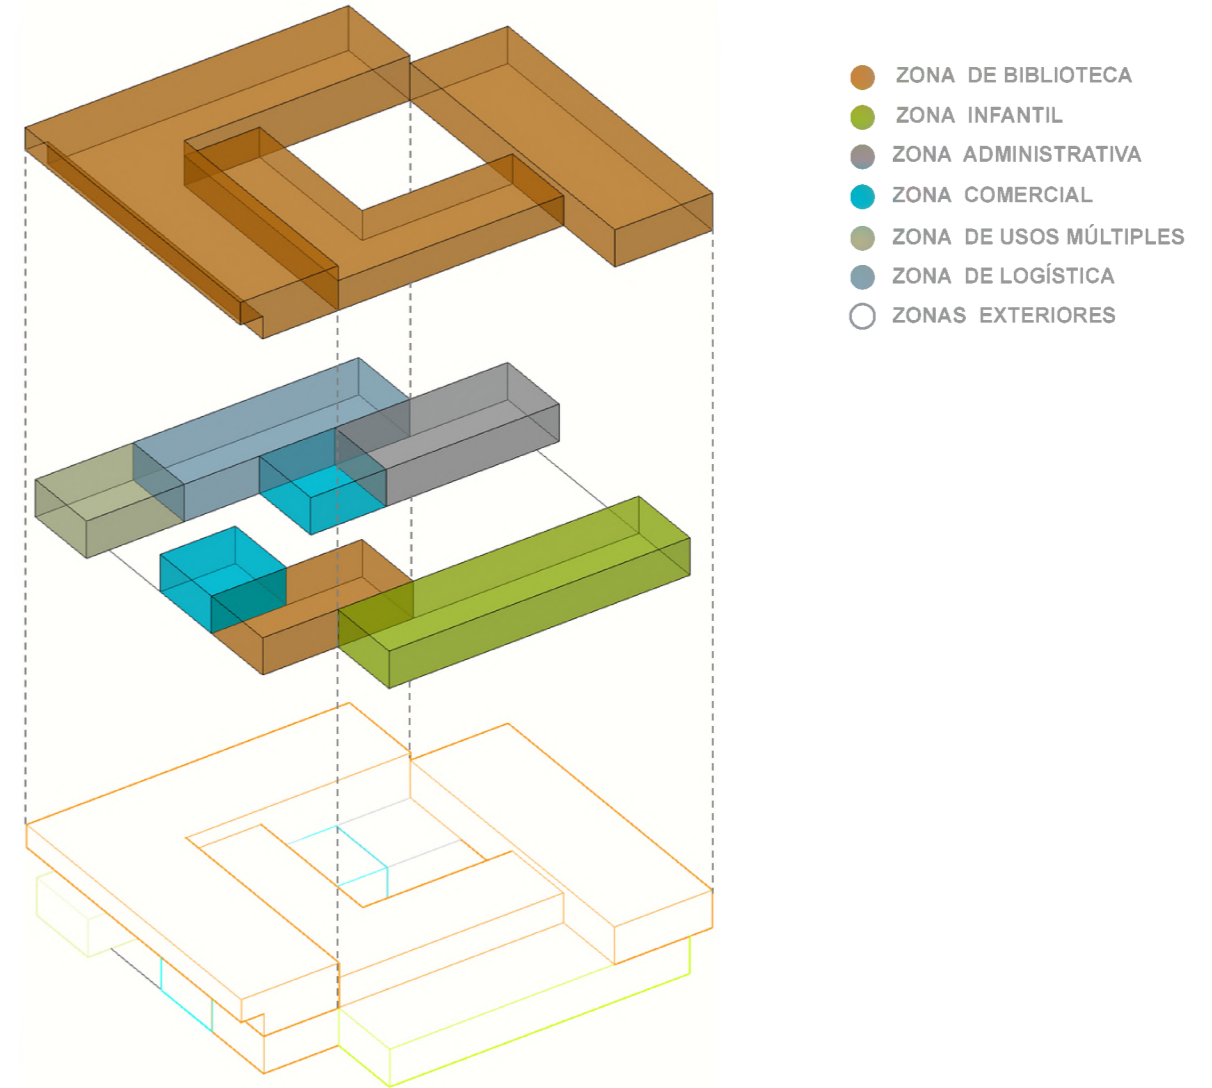 ZONA DE BIBLIOTECA
ZONA INFANTIL
ZONA ADMINISTRATIVA
ZONA COMERCIAL
ZONA DE USOS MÚLTIPLES
ZONA DE LOGÍSTICA
ZONAS EXTERIORES